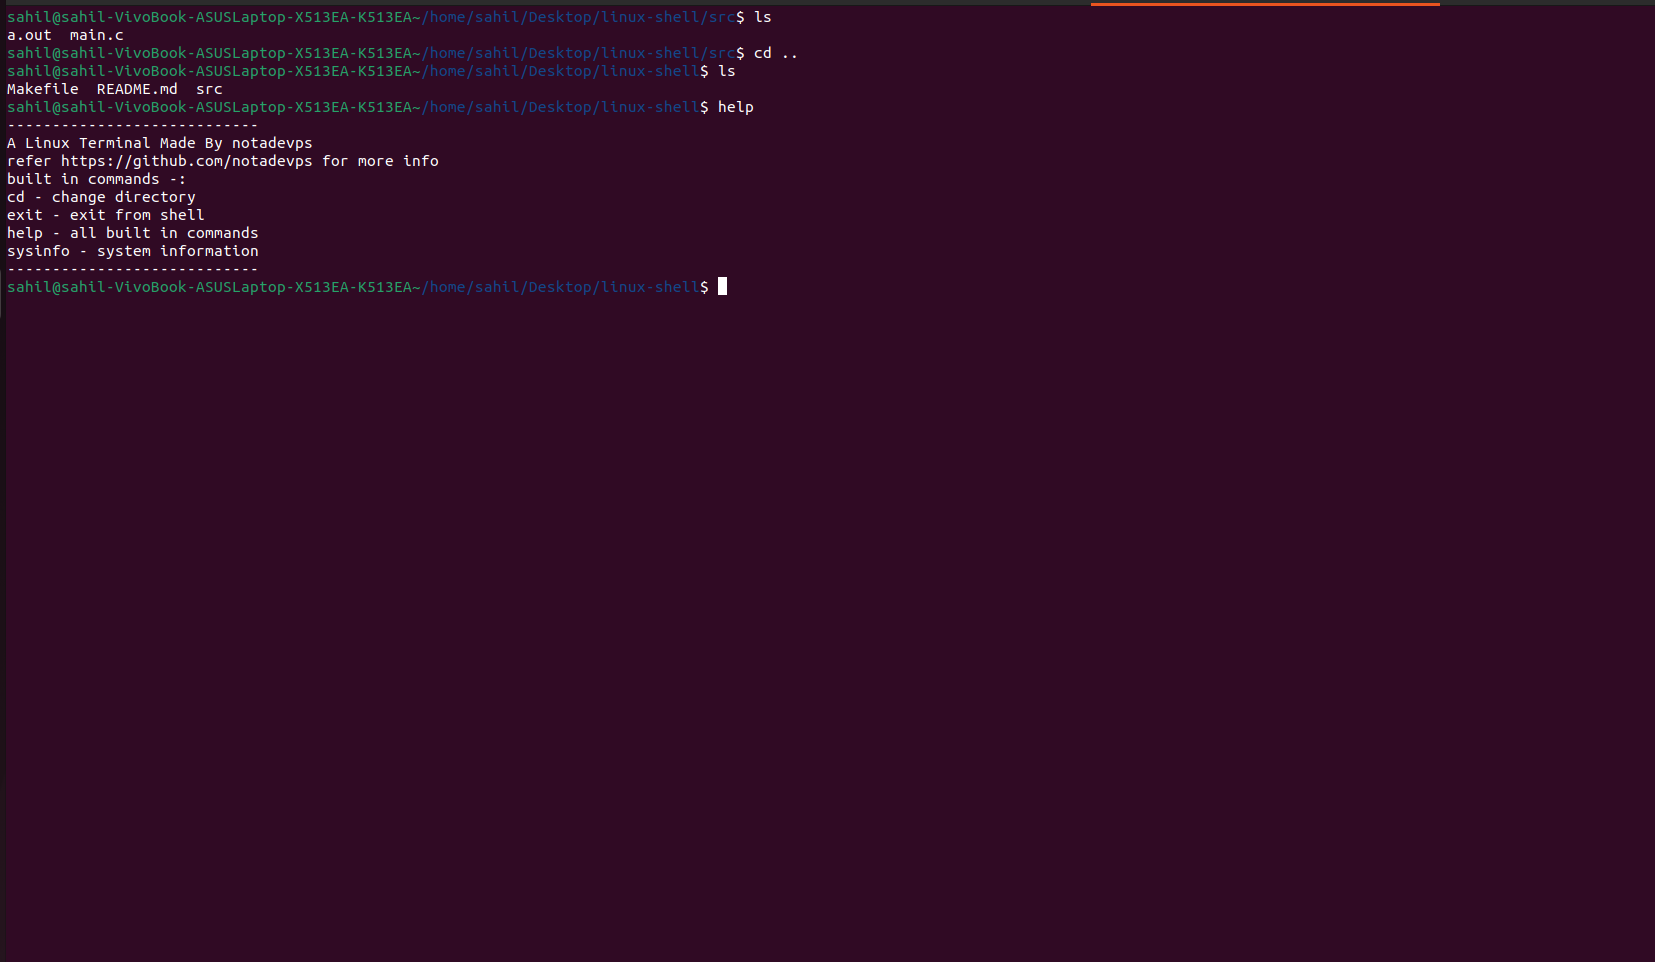 sahil@sahil-VivoBook-ASUSLaptop-X513EA-K513EA~/home/sahil/Desktop/linux-shell/src$ ls
a.out  main.c
sahil@sahil-VivoBook-ASUSLaptop-X513EA-K513EA~/home/sahil/Desktop/linux-shell/src$ cd ..
sahil@sahil-VivoBook-ASUSLaptop-X513EA-K513EA~/home/sahil/Desktop/linux-shell$ ls
Makefile  README.md  src
sahil@sahil-VivoBook-ASUSLaptop-X513EA-K513EA~/home/sahil/Desktop/linux-shell$ help
----------------------------
A Linux Terminal Made By notadevps
refer https://github.com/notadevps for more info
built in commands -:
cd - change directory
exit - exit from shell
help - all built in commands
sysinfo - system information
----------------------------
sahil@sahil-VivoBook-ASUSLaptop-X513EA-K513EA~/home/sahil/Desktop/linux-shell$